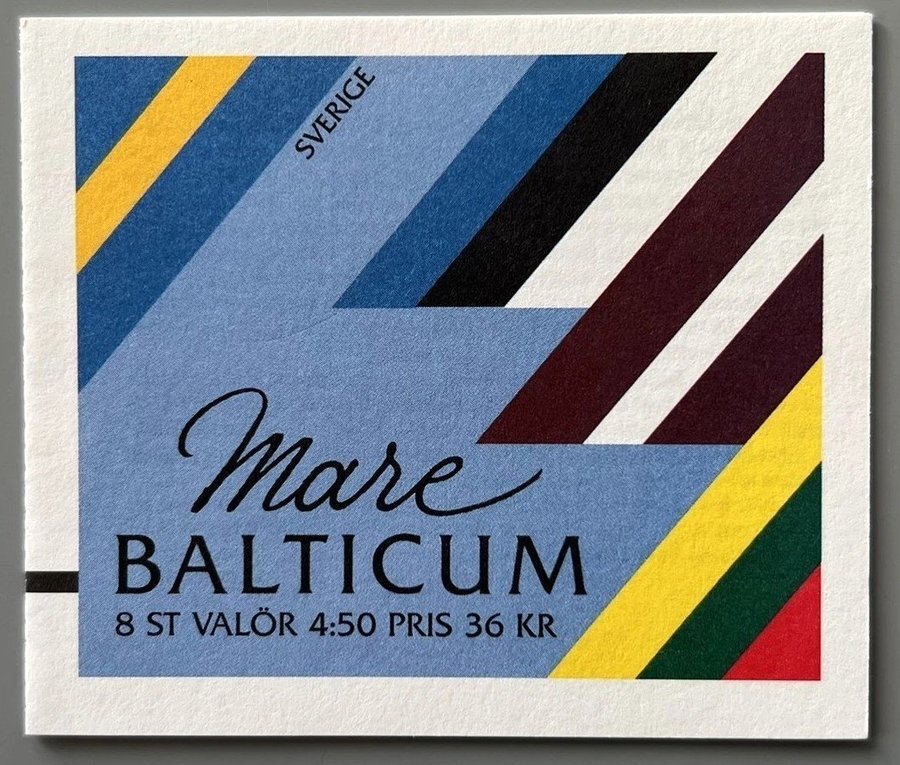 SVERIGE
Mare
BALTICUM
8 ST VALÖR 4:50 PRIS 36 KR